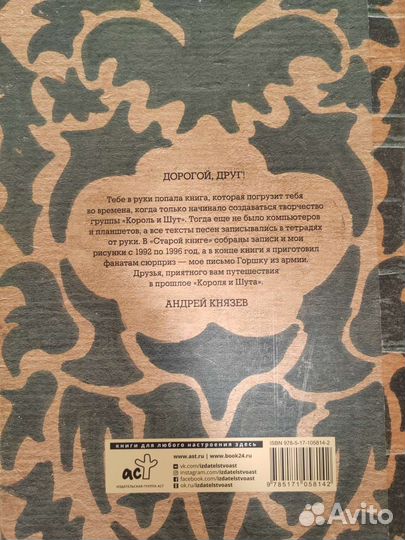 ДОРОГОЙ, ДРУГ!
Тебе в руки попала книга, которая погрузит тебя
во времена, когда только начинало создаваться творчество
группы «Король и Шут». Тогда еще не было компьютеров
и планшетов, а все тексты песен записывались в тетрадях
от руки. В «Старой книге» собраны записи и мои
рисунки с 1992 по 1996 год, а в конце книги я приготовил
фанатам сюрприз — мое письмо Горшку из армии.
Друзья, приятного вам путешествия
в прошлое «Короля и Шута».
АНДРЕЙ КНЯЗЕВ
книги для любого настроения здесь
аст
ИЗДАТЕЛЬСКАЯ ГРУППА АСТ
www.ast.ru | www.book24.ru
vk.com/izdatelstvoast
instagram.com/izdatelstvoast
facebook.com/izdatelstvoast
ok.ru/izdatelstvoast
ISBN 978-5-17-105814-2
9 785171 058142
Avito